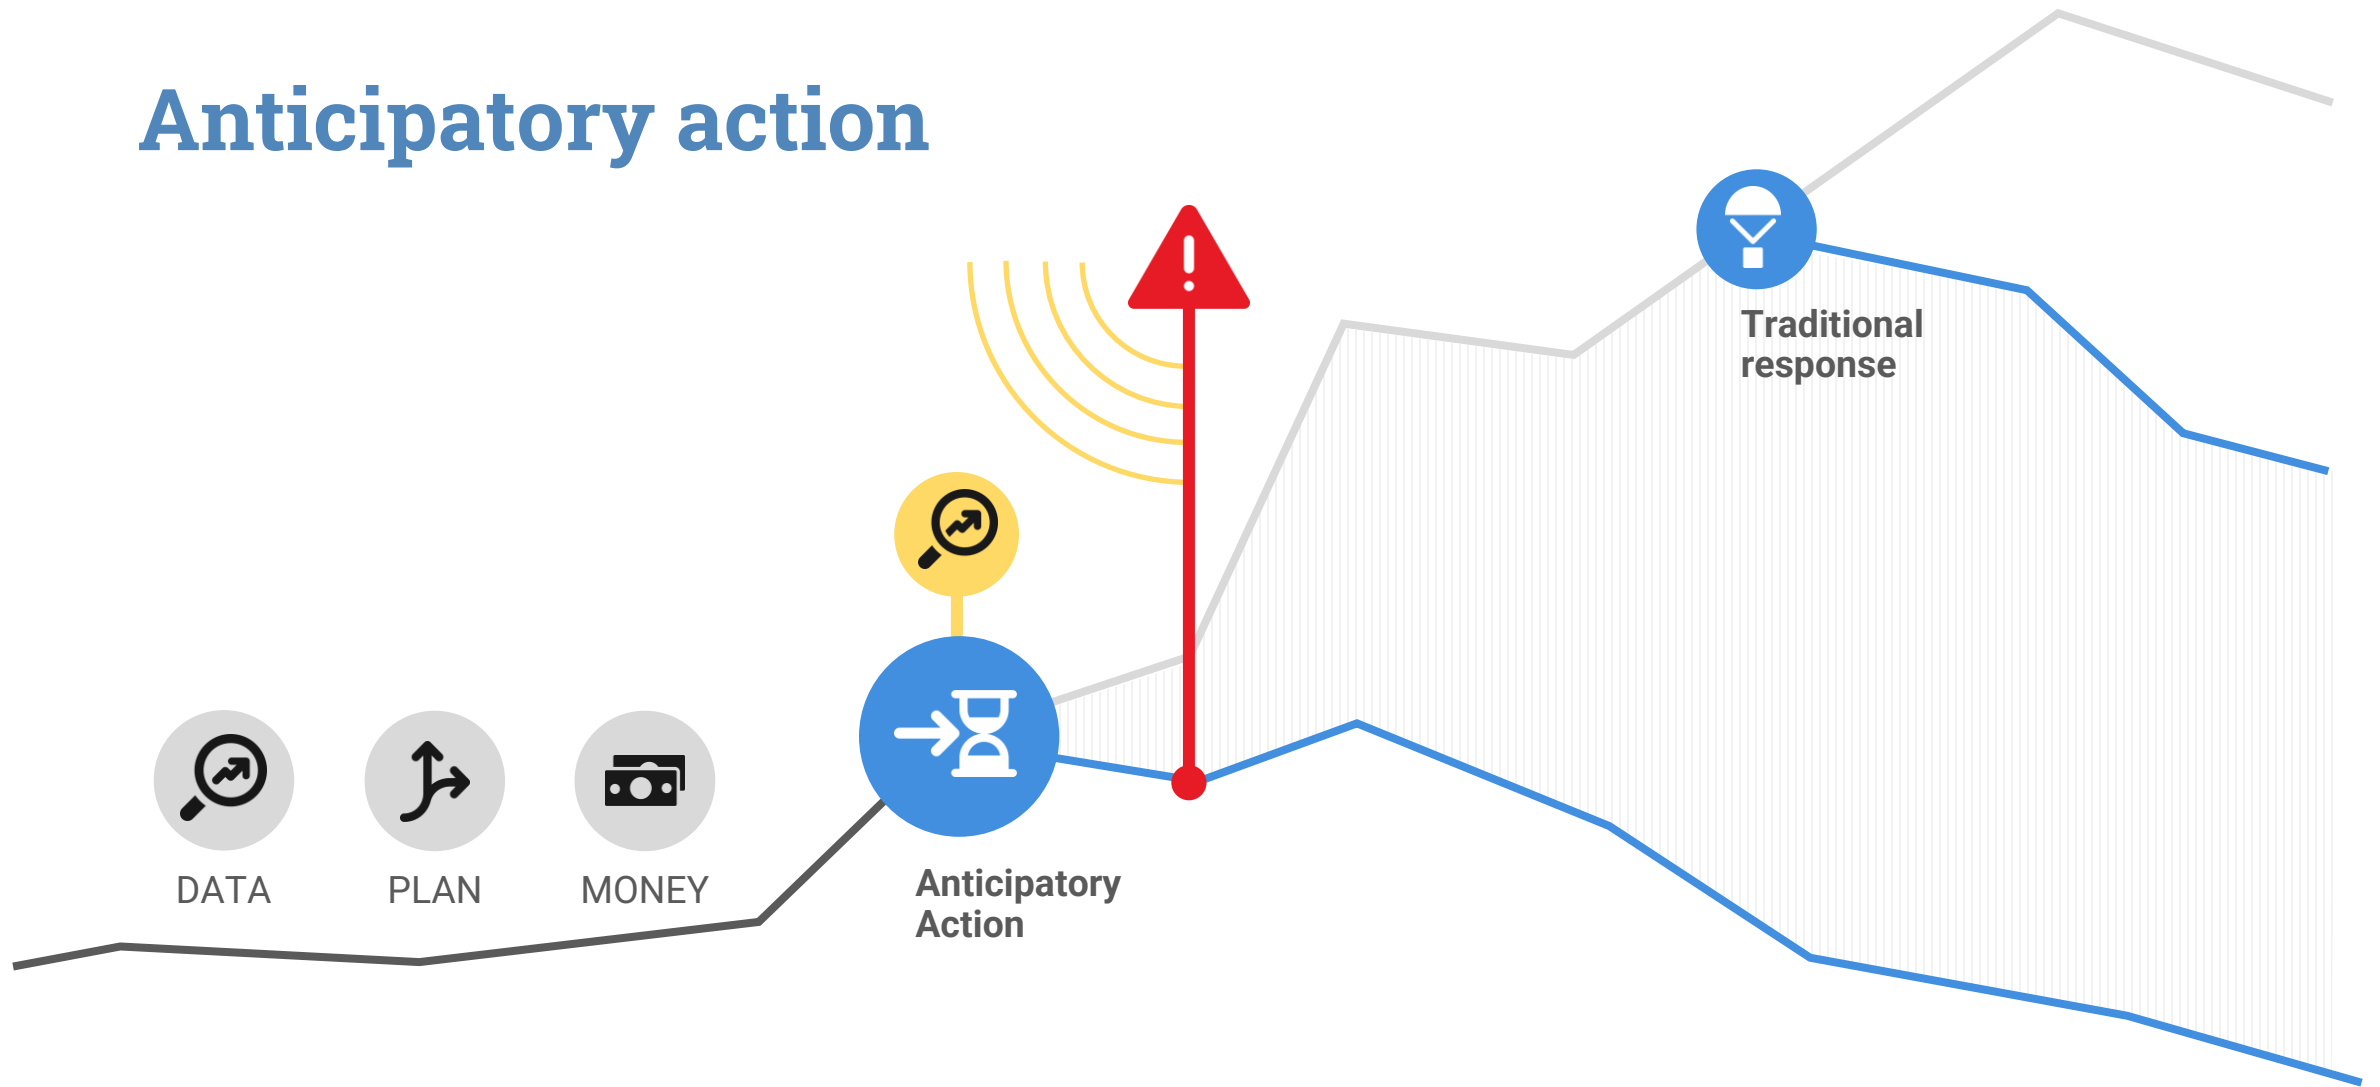 Anticipatory action
Traditional
response
DATA
PLAN
MONEY
Anticipatory
Action